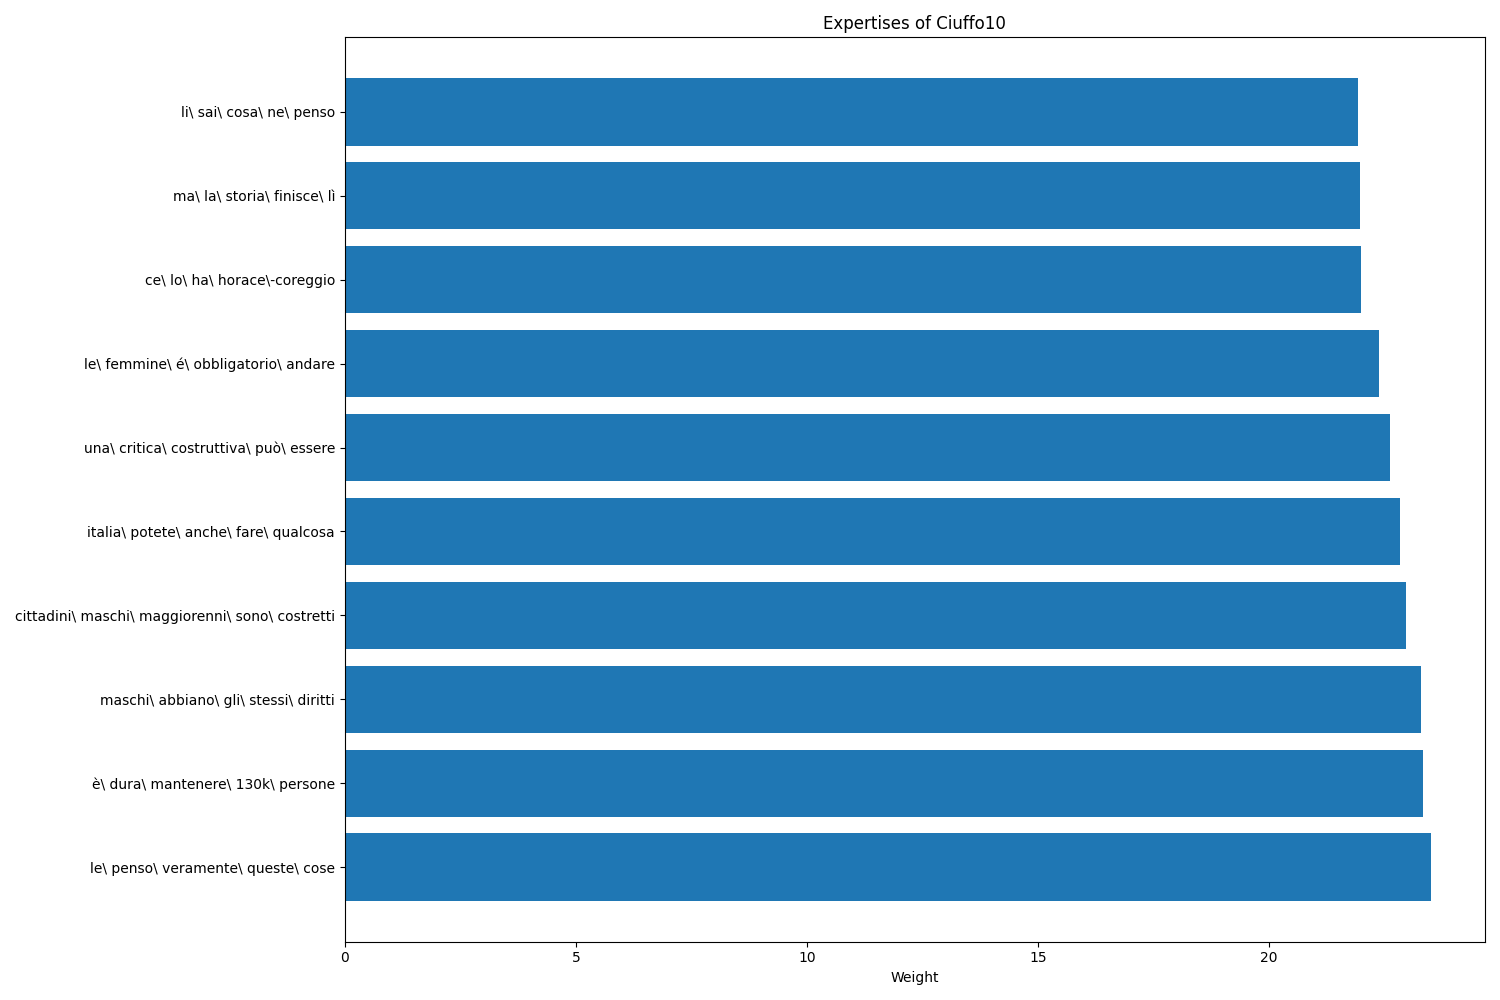 Expertises of Ciuffo10
li\ sai\ cosa\ ne\ penso
ma\ la\ storia\ finisce\ lì
ce\ lo\ ha\ horace\-coreggio
le\ femmine\ é\ obbligatorio\ andare
una\ critica\ costruttiva\ può\ essere
italia\ potete\ anche\ fare\ qualcosa
cittadini\ maschi\ maggiorenni\ sono\ costretti
maschi\ abbiano\ gli\ stessi\ diritti
è\ dura\ mantenere\ 130k\ persone
le\ penso\ veramente\ queste\ cose
0 5 10 15 20
Weight